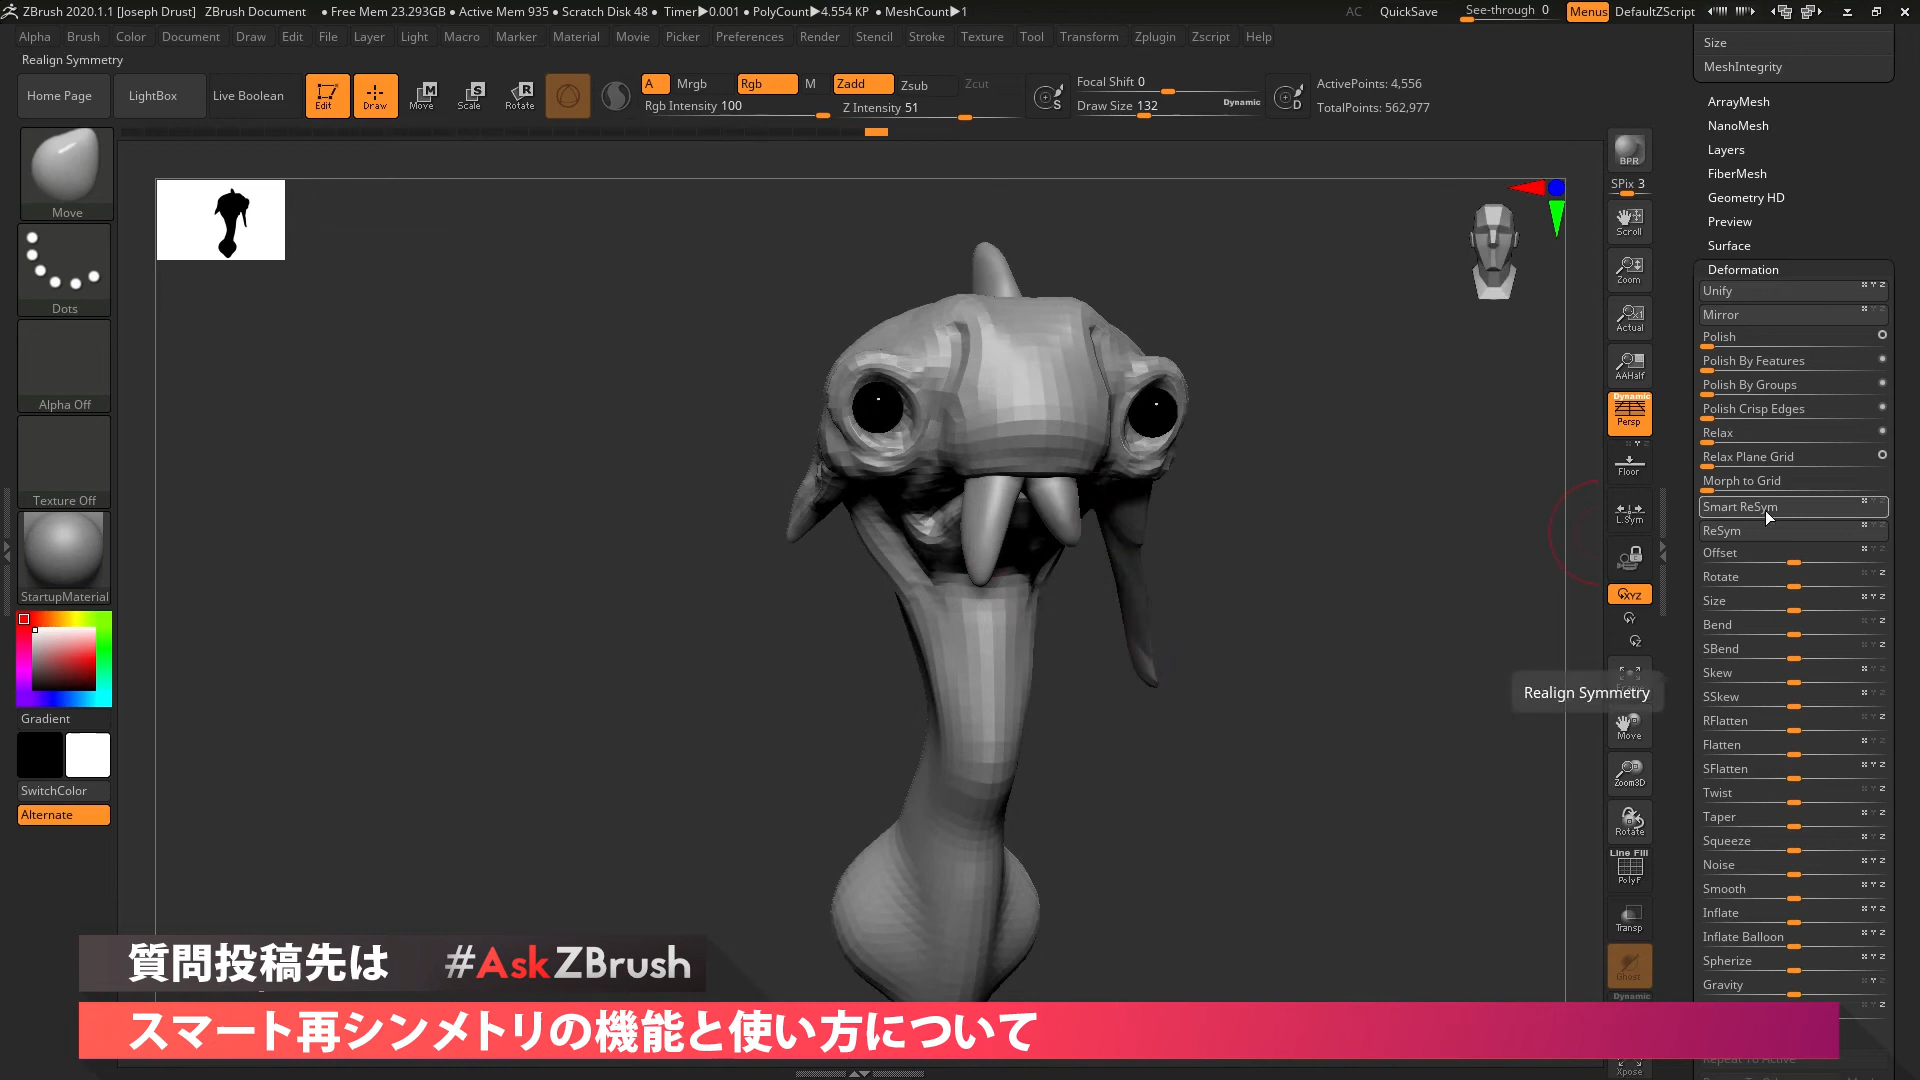 ZBrush 2020.1.1 [Joseph Drust] ZBrush Document • Free Mem 23.293GB • Active Mem 935 • Scratch Disk 48 • Timer▶0.001 • PolyCount▶4.554 KP • MeshCount▶1 AC QuickSave See-through 0 Menus DefaultZScript
Alpha Brush Color Document Draw Edit File Layer Light Macro Marker Material Movie Picker Preferences Render Stencil Stroke Texture Tool Transform Zplugin Zscript Help
Realign Symmetry
Home Page LightBox Live Boolean Edit Draw Move Scale Rotate
A Mrgb Rgb M Zadd Zsub Zcut
Rgb Intensity 100 Z Intensity 51
Focal Shift 0
Draw Size 132 Dynamic
ActivePoints: 4,556
TotalPoints: 562,977
Move
Dots
Alpha Off
Texture Off
StartupMaterial
Gradient
SwitchColor
Alternate
BPR
SPix 3
Scroll
Zoom
Actual
AAHalf
Dynamic
Persp
Floor
L.Sym
XYZ
Realign Symmetry
Move
Zoom3D
Rotate
Line Fill
PolyF
Transp
Ghost
Dynamic
Xpose
Size
MeshIntegrity
ArrayMesh
NanoMesh
Layers
FiberMesh
Geometry HD
Preview
Surface
Deformation
Unify
Mirror
Polish
Polish By Features
Polish By Groups
Polish Crisp Edges
Relax
Relax Plane Grid
Morph to Grid
Smart ReSym
ReSym
Offset
Rotate
Size
Bend
SBend
Skew
SSkew
RFlatten
Flatten
SFlatten
Twist
Taper
Squeeze
Noise
Smooth
Inflate
Inflate Balloon
Spherize
Gravity
Repeat To Active
質問投稿先は #AskZBrush
スマート再シンメトリの機能と使い方について